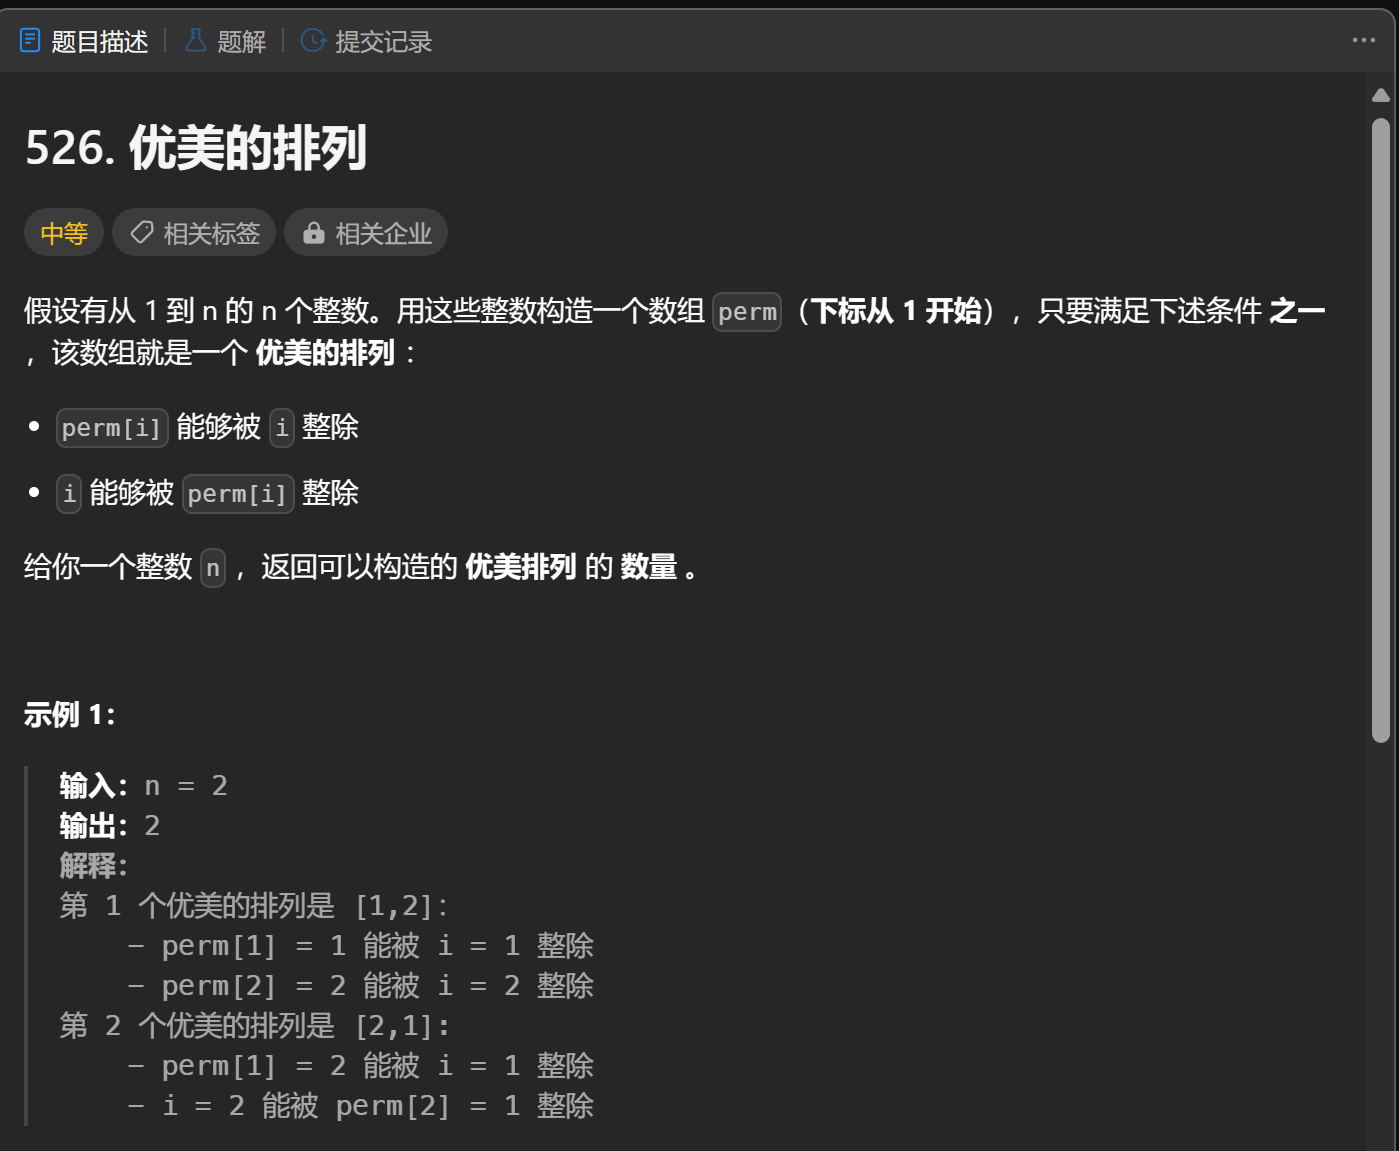 题目描述 题解 提交记录
526. 优美的排列
中等 相关标签 相关企业
假设有从 1 到 n 的 n 个整数。用这些整数构造一个数组 perm（下标从 1 开始），只要满足下述条件 之一
，该数组就是一个 优美的排列 ：
• perm[i] 能够被 i 整除
• i 能够被 perm[i] 整除
给你一个整数 n ，返回可以构造的 优美排列 的 数量 。
示例 1：
输入：n = 2
输出：2
解释：
第 1 个优美的排列是 [1,2]：
- perm[1] = 1 能被 i = 1 整除
- perm[2] = 2 能被 i = 2 整除
第 2 个优美的排列是 [2,1]:
- perm[1] = 2 能被 i = 1 整除
- i = 2 能被 perm[2] = 1 整除